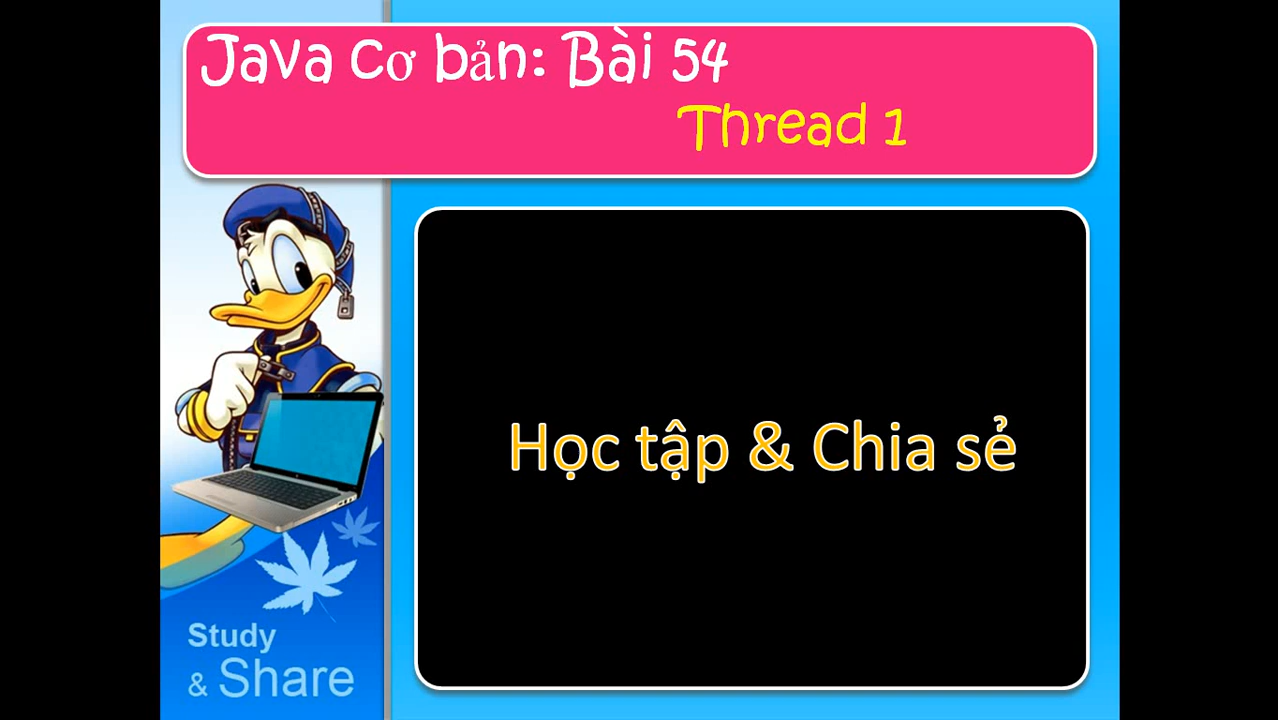 Java cơ bản: Bài 54
Thread 1
Học tập & Chia sẻ
Study
& Share